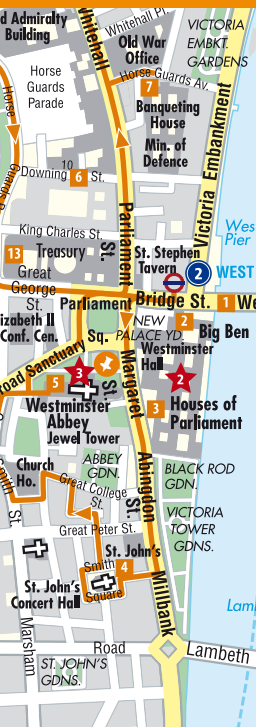 Whitehall Pl.
d Admiralty
Building
Whitehall
VICTORIA
EMBKT.
GARDENS
Old War
Office
Horse
Guards
Parade
Horse Guards Av.
7
Banqueting
House
Horse
Guards
Min. of
Defence
Victoria Embankment
10
Downing
6
St.
King Charles St.
Parliament
St.
Wes
Pier
13
Treasury
St. Stephen
Tavern
2
WEST
Great
George
St.
Parliament
Bridge St.
1
We
izabeth II
Conf. Cen.
Sq.
NEW
PALACE YD.
2
Big Ben
Westminster
Hall
road Sanctuary
3
St.
Margaret
2
5
Westminster
Abbey
3
Houses of
Parliament
Jewel Tower
Church
Ho.
ABBEY
GDN.
Abingdon
BLACK ROD
GDN.
Smith
St.
Great College
St.
VICTORIA
TOWER
GDNS.
Great Peter St.
St. John's
Smith
4
Square
St. John's
Concert Hall
Millbank
Lam
Marsham
Road
Lambeth
ST. JOHN'S
GDNS.